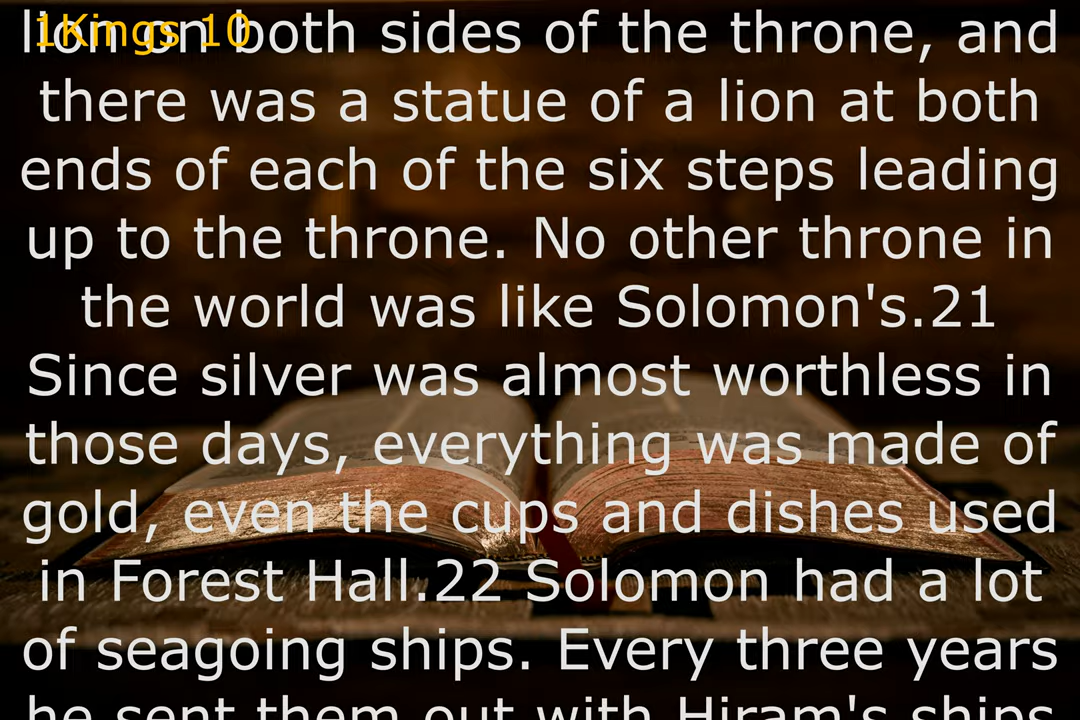 1Kings 10
lion on both sides of the throne, and
there was a statue of a lion at both
ends of each of the six steps leading
up to the throne. No other throne in
the world was like Solomon's.21
Since silver was almost worthless in
those days, everything was made of
gold, even the cups and dishes used
in Forest Hall.22 Solomon had a lot
of seagoing ships. Every three years
he sent them out with Hiram's ships